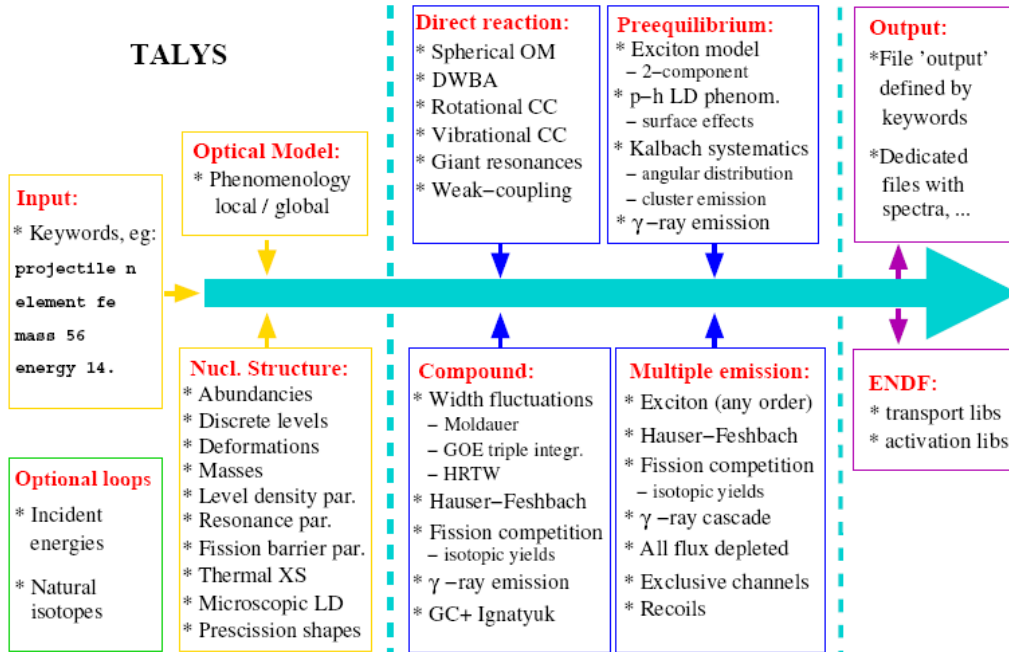 TALYS
Input:
* Keywords, eg:
projectile n
element fe
mass 56
energy 14.
Optional loops
* Incident
energies
* Natural
isotopes
Optical Model:
* Phenomenology
local / global
Nucl. Structure:
* Abundancies
* Discrete levels
* Deformations
* Masses
* Level density par.
* Resonance par.
* Fission barrier par.
* Thermal XS
* Microscopic LD
* Prescission shapes
Direct reaction:
* Spherical OM
* DWBA
* Rotational CC
* Vibrational CC
* Giant resonances
* Weak−coupling
Preequilibrium:
* Exciton model
− 2−component
* p−h LD phenom.
− surface effects
* Kalbach systematics
− angular distribution
− cluster emission
* γ−ray emission
Compound:
* Width fluctuations
− Moldauer
− GOE triple integr.
− HRTW
* Hauser−Feshbach
* Fission competition
− isotopic yields
* γ −ray emission
* GC+ Ignatyuk
Multiple emission:
* Exciton (any order)
* Hauser−Feshbach
* Fission competition
− isotopic yields
* γ−ray cascade
* All flux depleted
* Exclusive channels
* Recoils
Output:
*File ’output’
defined by
keywords
*Dedicated
files with
spectra, ...
ENDF:
* transport libs
* activation libs